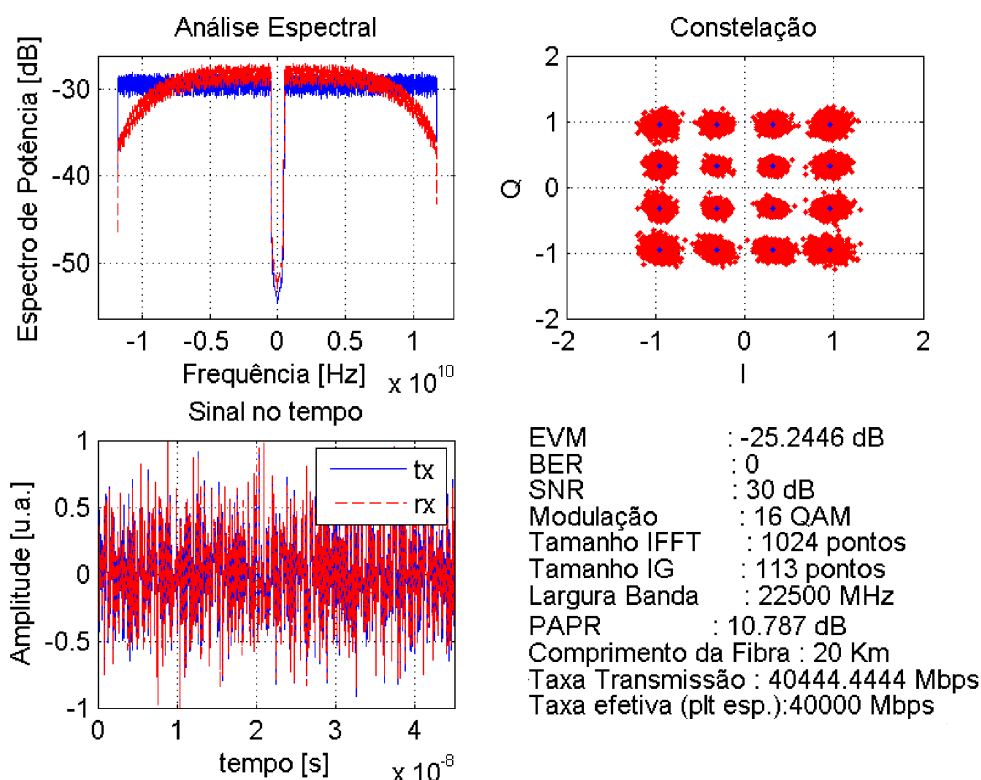 Análise Espectral
Espectro de Potência [dB]
-30
-40
-50
-1
-0.5
0
0.5
1
Frequência [Hz]
x 10^10
Constelação
Q
2
1
0
-1
-2
-2
-1
0
1
2
I
Sinal no tempo
Amplitude [u.a.]
1
0.5
0
-0.5
-1
tx
rx
0
1
2
3
4
tempo [s]
x 10^-8
EVM : -25.2446 dB
BER : 0
SNR : 30 dB
Modulação : 16 QAM
Tamanho IFFT : 1024 pontos
Tamanho IG : 113 pontos
Largura Banda : 22500 MHz
PAPR : 10.787 dB
Comprimento da Fibra : 20 Km
Taxa Transmissão : 40444.4444 Mbps
Taxa efetiva (plt esp.):40000 Mbps